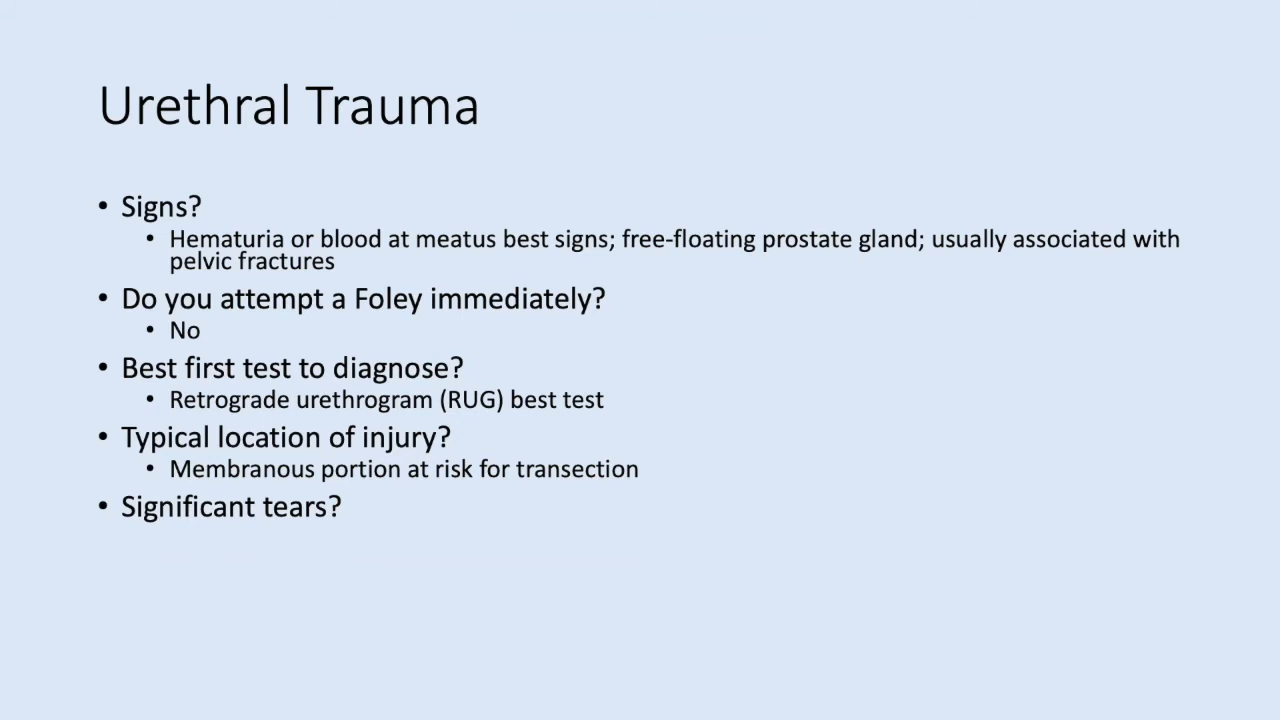 Urethral Trauma
• Signs?
• Hematuria or blood at meatus best signs; free-floating prostate gland; usually associated with
pelvic fractures
• Do you attempt a Foley immediately?
• No
• Best first test to diagnose?
• Retrograde urethrogram (RUG) best test
• Typical location of injury?
• Membranous portion at risk for transection
• Significant tears?